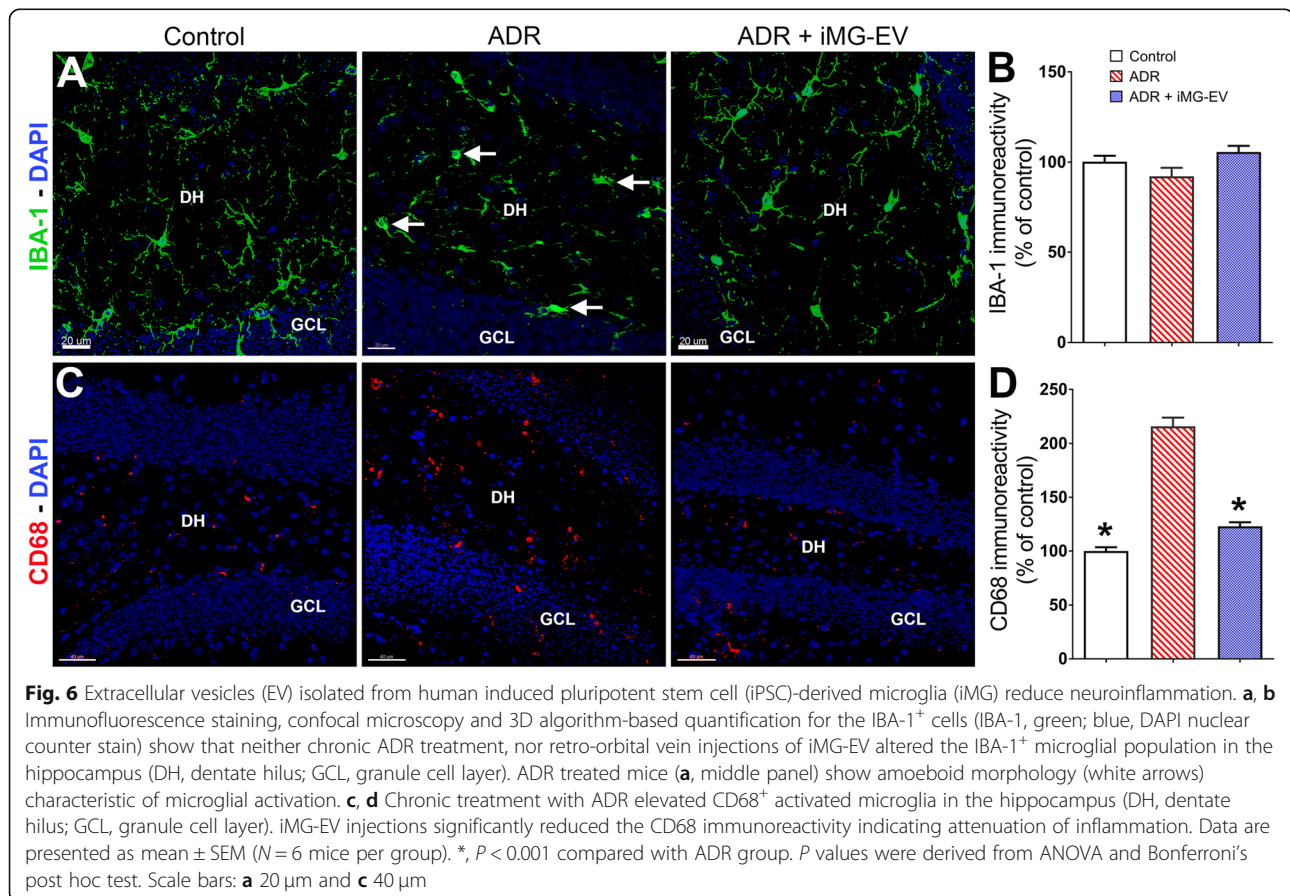 Control
ADR
ADR + iMG-EV
A
IBA-1 - DAPI
DH
GCL
20 um
DH
GCL
20 um
DH
GCL
20 um
B
Control
ADR
ADR + iMG-EV
IBA-1 immunoreactivity
(% of control)
150
100
50
0
C
CD68 - DAPI
DH
GCL
40 um
DH
GCL
40 um
DH
GCL
40 um
D
CD68 immunoreactivity
(% of control)
250
200
150
100
50
0
*
*
Fig. 6 Extracellular vesicles (EV) isolated from human induced pluripotent stem cell (iPSC)-derived microglia (iMG) reduce neuroinflammation. a, b
Immunofluorescence staining, confocal microscopy and 3D algorithm-based quantification for the IBA-1⁺ cells (IBA-1, green; blue, DAPI nuclear
counter stain) show that neither chronic ADR treatment, nor retro-orbital vein injections of iMG-EV altered the IBA-1⁺ microglial population in the
hippocampus (DH, dentate hilus; GCL, granule cell layer). ADR treated mice (a, middle panel) show amoeboid morphology (white arrows)
characteristic of microglial activation. c, d Chronic treatment with ADR elevated CD68⁺ activated microglia in the hippocampus (DH, dentate
hilus; GCL, granule cell layer). iMG-EV injections significantly reduced the CD68 immunoreactivity indicating attenuation of inflammation. Data are
presented as mean ± SEM (N = 6 mice per group). *, P < 0.001 compared with ADR group. P values were derived from ANOVA and Bonferroni's
post hoc test. Scale bars: a 20 μm and c 40 μm